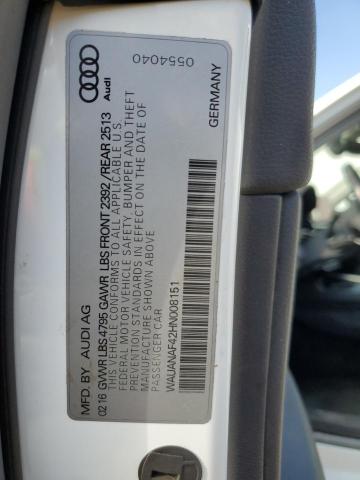 MFD. BY AUDI AG
0216 GVWR LBS 4795 GAWR LBS FRONT 2392/REAR 2513
THIS VEHICLE CONFORMS TO ALL APPLICABLE U.S.
FEDERAL MOTOR VEHICLE SAFETY, BUMPER AND THEFT
PREVENTION STANDARDS IN EFFECT ON THE DATE OF
MANUFACTURE SHOWN ABOVE
PASSENGER CAR
WAUANAF42HN008151
Audi
0554040
GERMANY